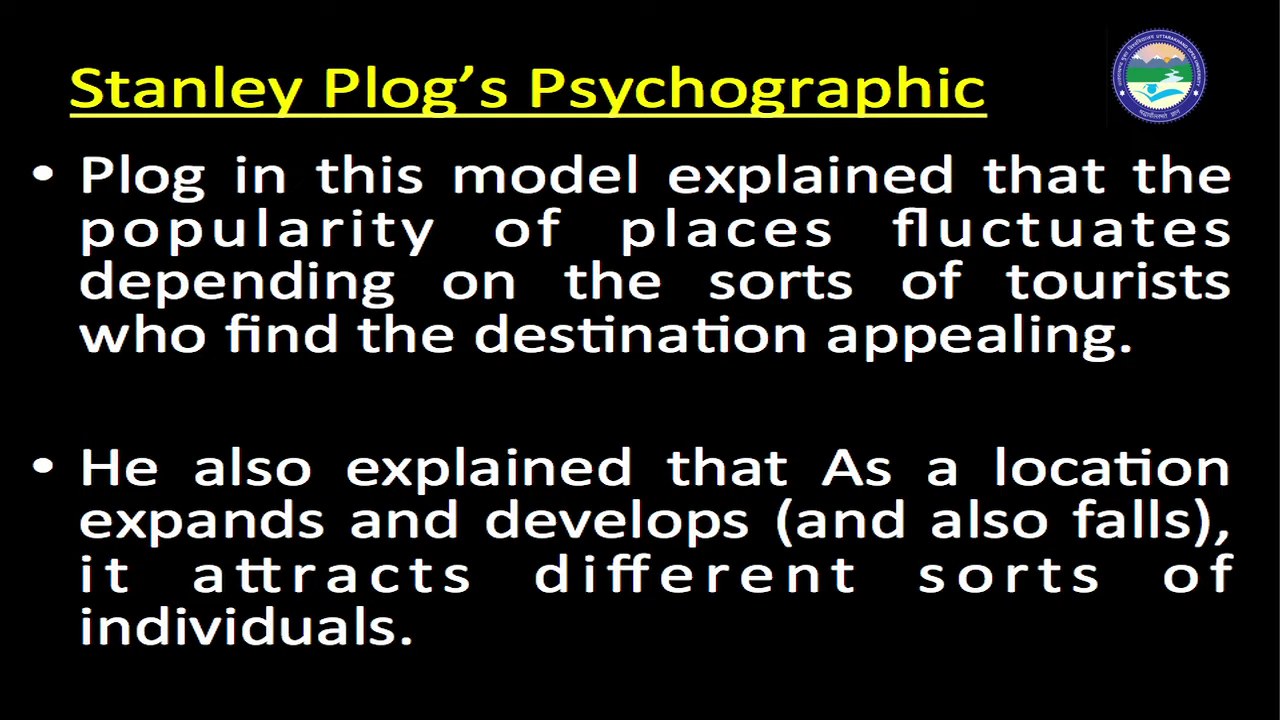 Stanley Plog’s Psychographic
• Plog in this model explained that the
popularity of places fluctuates
depending on the sorts of tourists
who find the destination appealing.
• He also explained that As a location
expands and develops (and also falls),
it attracts different sorts of
individuals.